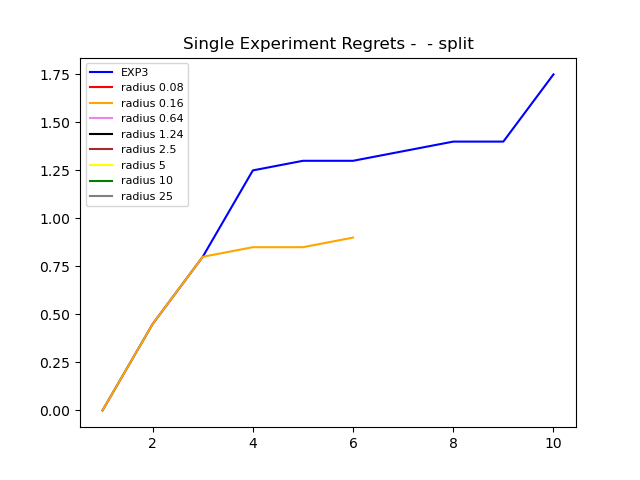 Single Experiment Regrets -  - split
EXP3
radius 0.08
radius 0.16
radius 0.64
radius 1.24
radius 2.5
radius 5
radius 10
radius 25
1.75
1.50
1.25
1.00
0.75
0.50
0.25
0.00
2 4 6 8 10